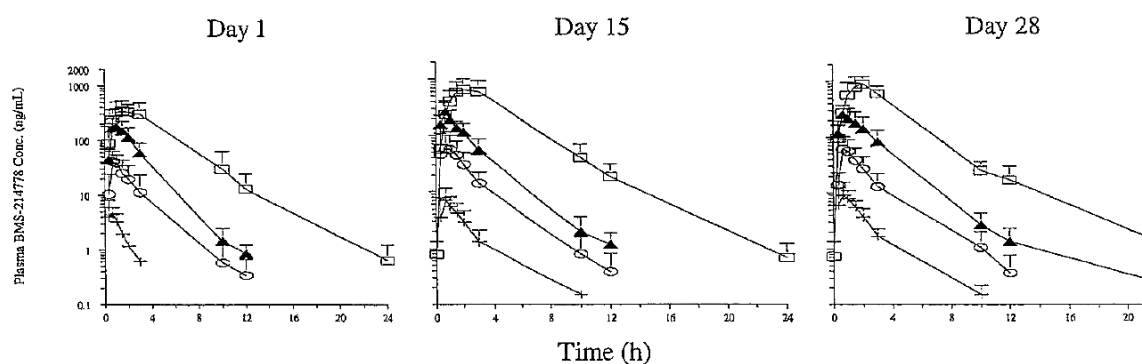 Day 1 Day 15 Day 28
Plasma BMS-214778 Conc. (ng/mL)
2000
1000
100
10
1
0.1
0 4 8 12 16 20 24 0 4 8 12 16 20 24 0 4 8 12 16 20
Time (h)